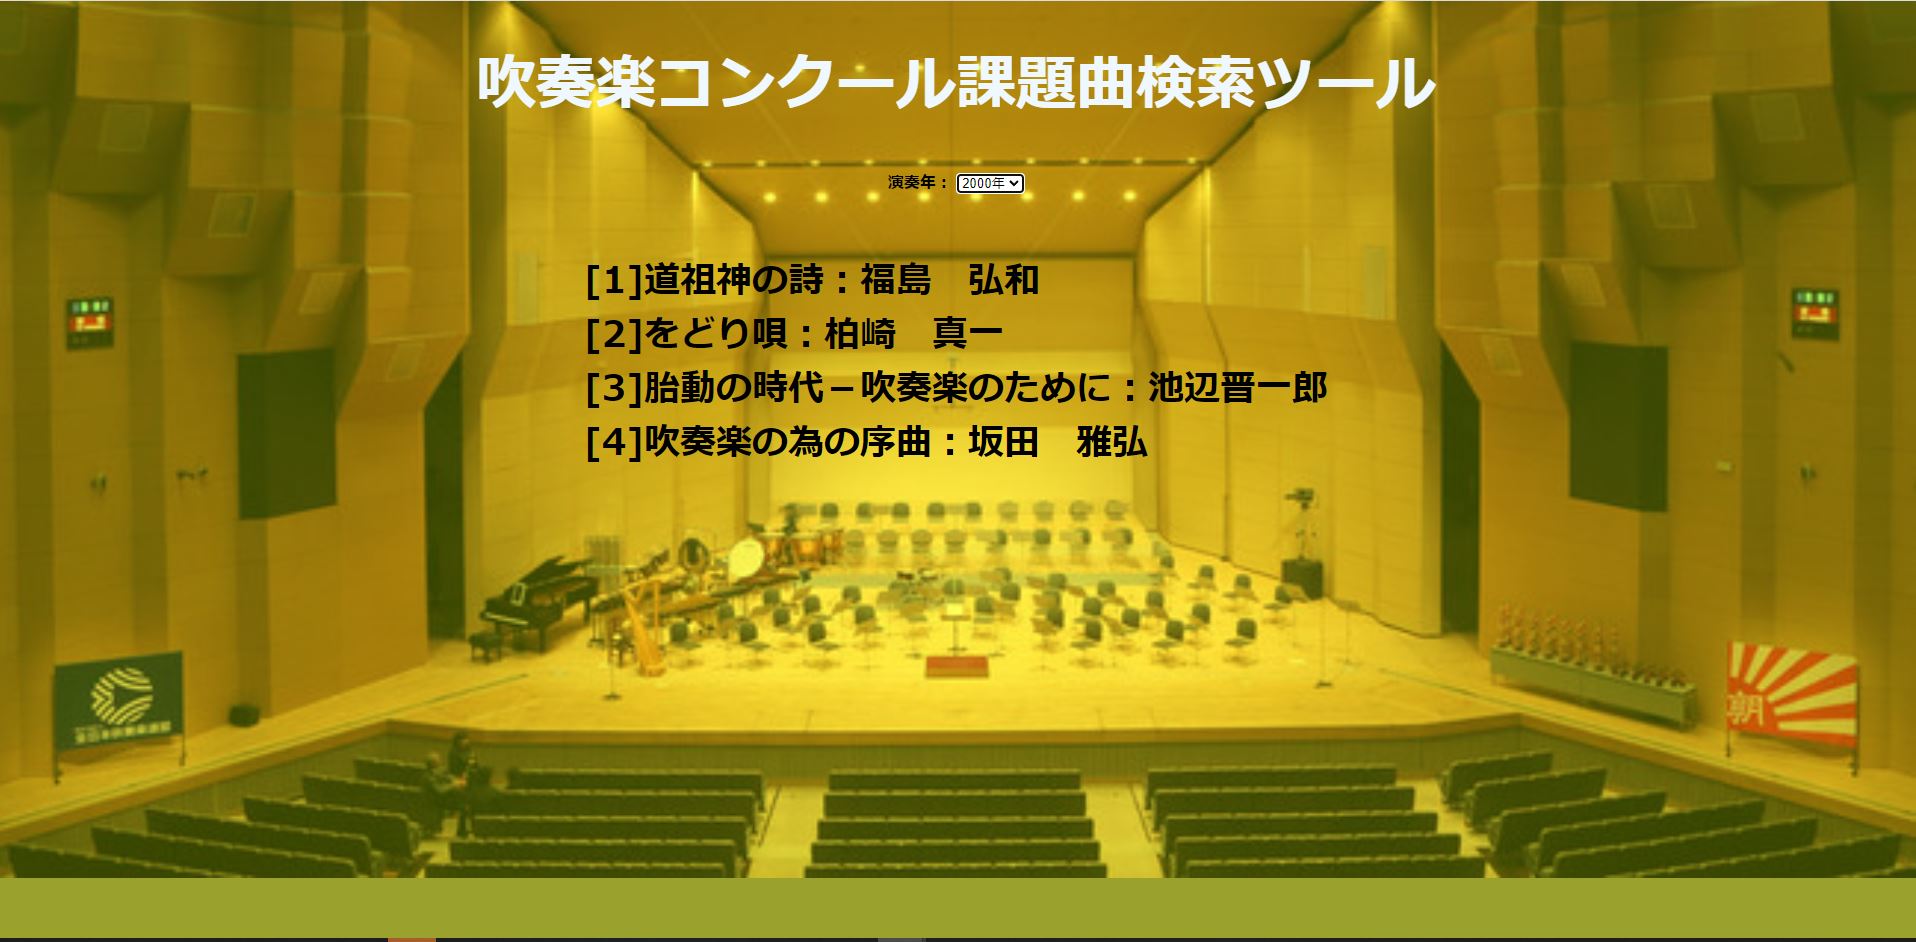 吹奏楽コンクール課題曲検索ツール
演奏年： 2000年
[1]道祖神の詩：福島　弘和
[2]をどり唄：柏崎　真一
[3]胎動の時代－吹奏楽のために：池辺晋一郎
[4]吹奏楽の為の序曲：坂田　雅弘
朝